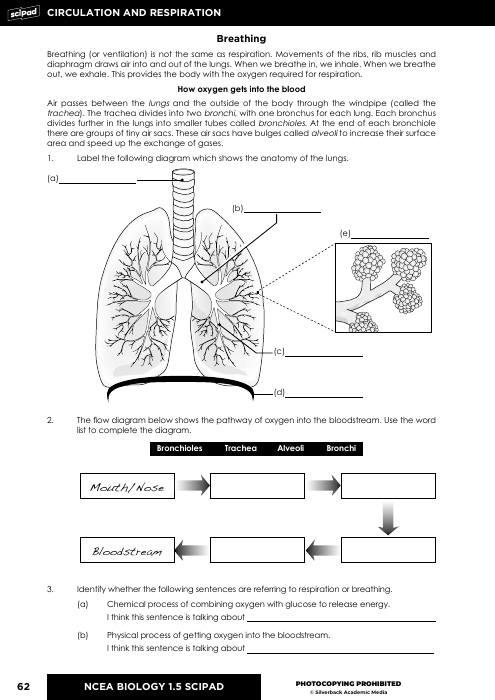 scipad
CIRCULATION AND RESPIRATION
Breathing
Breathing (or ventilation) is not the same as respiration. Movements of the ribs, rib muscles and
diaphragm draws air into and out of the lungs. When we breathe in, we inhale. When we breathe
out, we exhale. This provides the body with the oxygen required for respiration.
How oxygen gets into the blood
Air passes between the lungs and the outside of the body through the windpipe (called the
trachea). The trachea divides into two bronchi, with one bronchus for each lung. Each bronchus
divides further in the lungs into smaller tubes called bronchioles. At the end of each bronchiole
there are groups of tiny air sacs. These air sacs have bulges called alveoli to increase their surface
area and speed up the exchange of gases.
1. Label the following diagram which shows the anatomy of the lungs.
(a)
(b)
(e)
(c)
(d)
2. The flow diagram below shows the pathway of oxygen into the bloodstream. Use the word
list to complete the diagram.
Bronchioles Trachea Alveoli Bronchi
Mouth/Nose
Bloodstream
3. Identify whether the following sentences are referring to respiration or breathing.
(a) Chemical process of combining oxygen with glucose to release energy.
I think this sentence is talking about
(b) Physical process of getting oxygen into the bloodstream.
I think this sentence is talking about
62
NCEA BIOLOGY 1.5 SCIPAD
PHOTOCOPYING PROHIBITED
© Silverback Academic Media